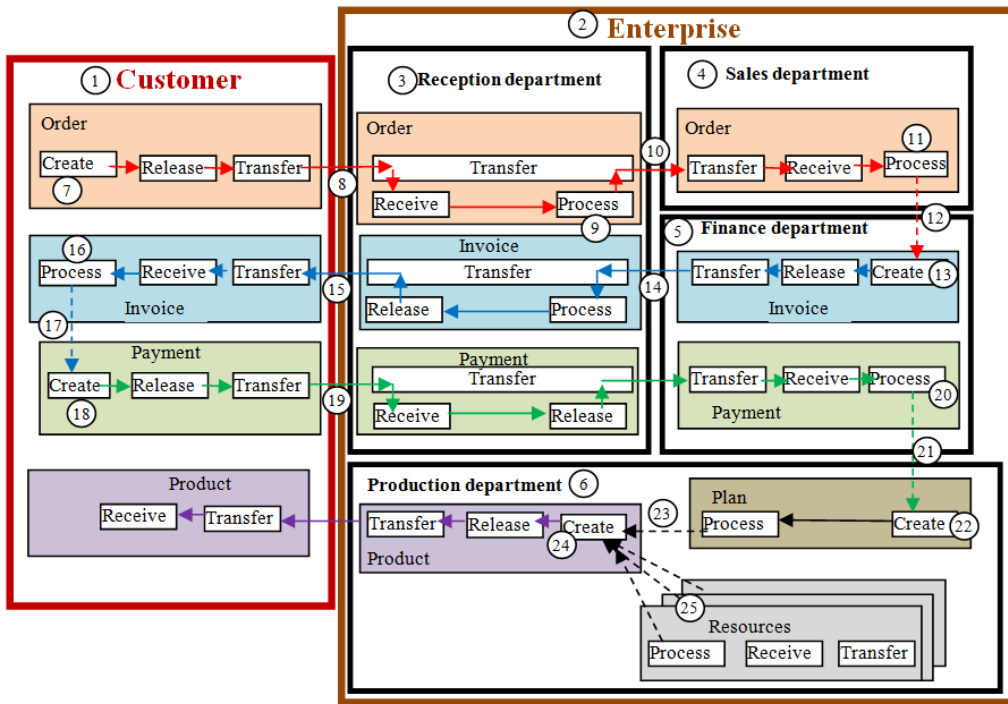 2 Enterprise
1 Customer
3 Reception department
4 Sales department
Order
Create Release Transfer
7
8
Order
Transfer
Receive Process
9
10
Order
11
Transfer Receive Process
12
5 Finance department
16
Process Receive Transfer
Invoice
15
Invoice
Transfer
Release Process
14
Transfer Release Create 13
Invoice
17
Payment
Create Release Transfer
18
19
Payment
Transfer
Receive Release
Transfer Receive Process
20
Payment
21
Product
Receive Transfer
Production department 6
Transfer Release Create
24
Product
23
Plan
Process Create 22
25
Resources
Process Receive Transfer